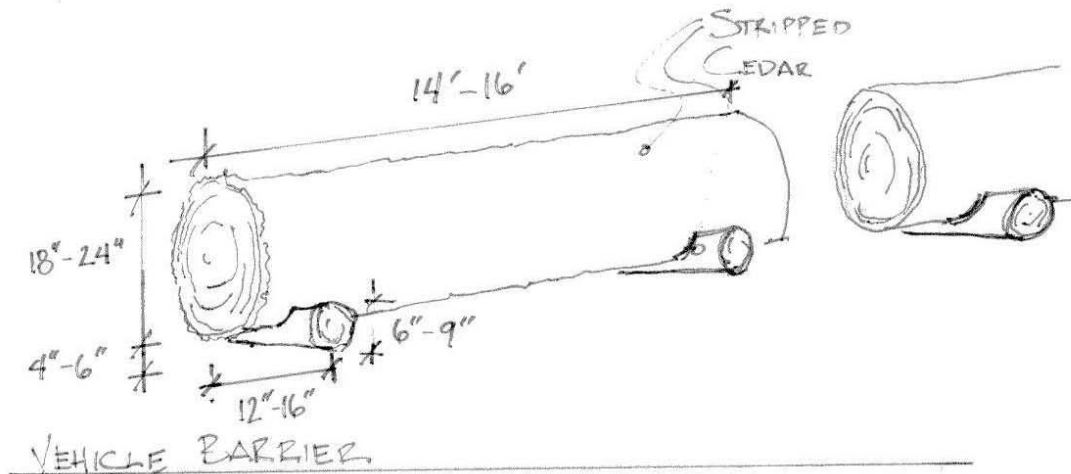 STRIPPED
CEDAR
14'-16'
18"-24"
6"-9"
4"-6"
12"-16"
VEHICLE BARRIER